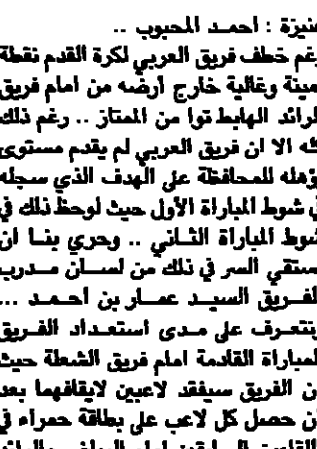 عنيزة : احمد المحبوب ..
رغم خطف فريق العربي لكرة القدم نقطة
ثمينة وغالية خارج أرضه من امام فريق
الرائد الهابط توا من الممتاز .. رغم ذلك
كله الا ان فريق العربي لم يقدم مستوى
يؤهله للمحافظة على الهدف الذي سجله
في شوط المباراة الأول حيث لوحظ ذلك في
شوط المباراة الثاني .. وحري بنا ان
نستقي السر في ذلك من لسان مدرب
الفريق السيد عمار بن احمد ...
ونتعرف على مدى استعداد الفريق
للمباراة القادمة امام فريق الشعلة حيث
ان الفريق سيفقد لاعبين لايقافهما بعد
ان حصل كل لاعب على بطاقة حمراء في